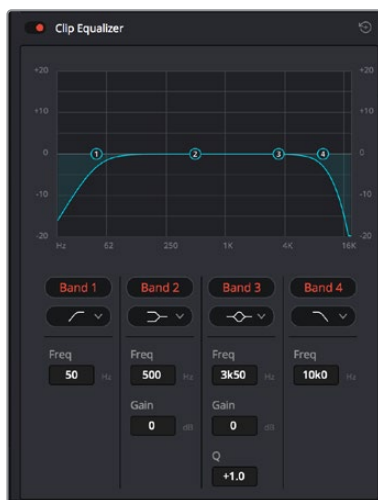 Clip Equalizer
+20 +20
+10 +10
0 0
-10 -10
-20 -20
Hz 62 250 1K 4K 16K
1 2 3 4
Band 1 Band 2 Band 3 Band 4
Freq Freq Freq Freq
50 Hz 500 Hz 3k50 Hz 10k0 Hz
Gain Gain
0 dB 0 dB
Q
+1.0